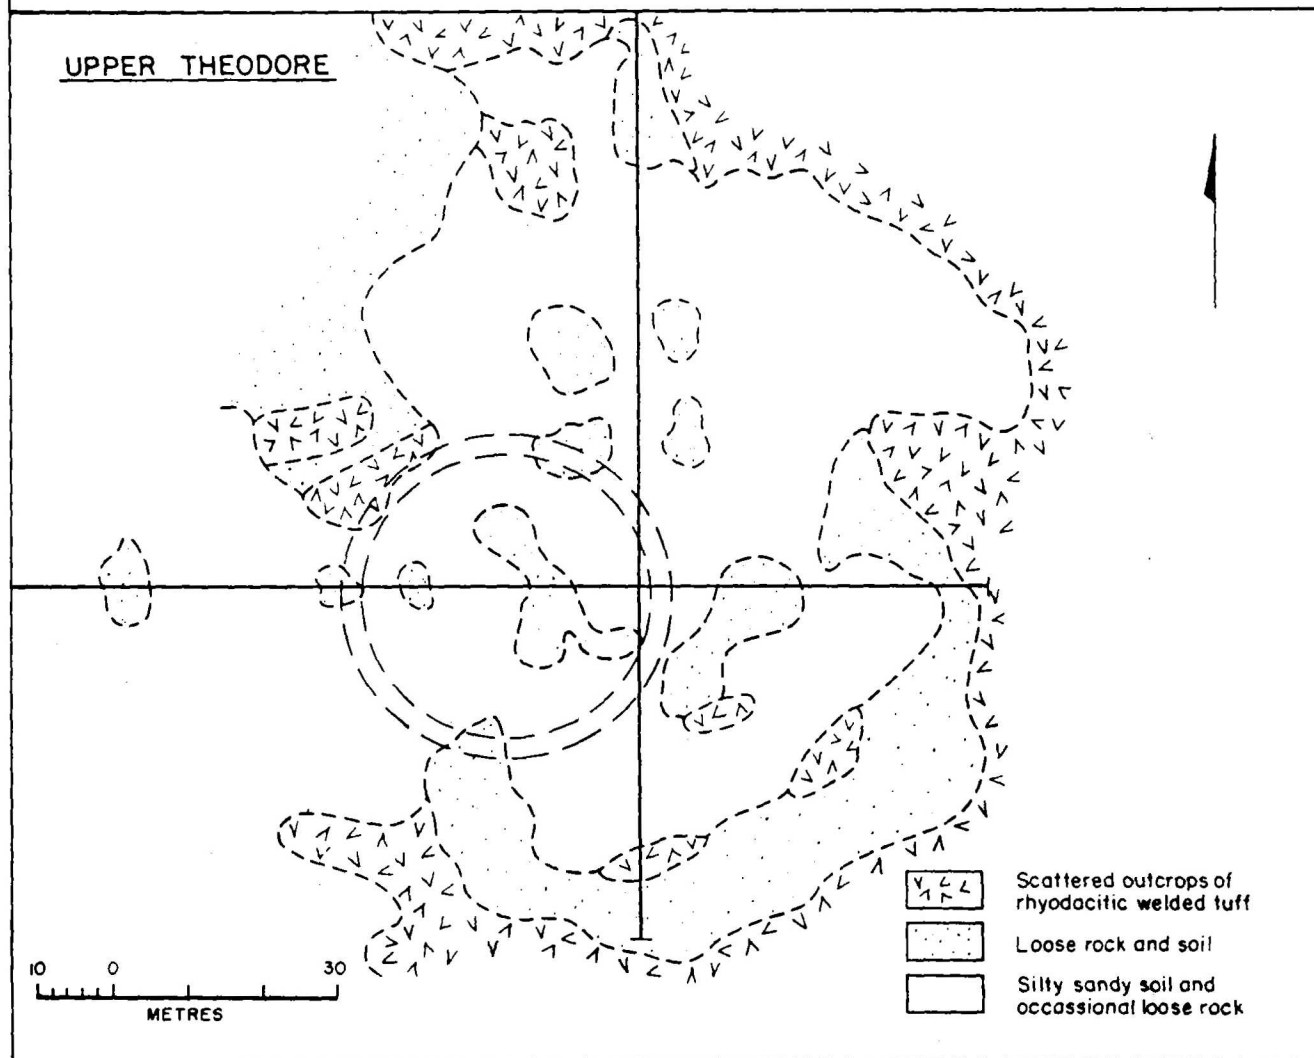 UPPER THEODORE
Scattered outcrops of
rhyodacitic welded tuff
Loose rock and soil
Silty sandy soil and
occassional loose rock
10 0 30
METRES